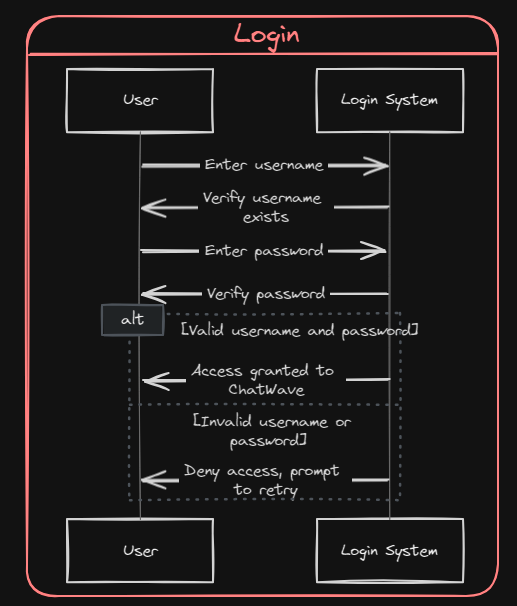 Login
User
Login System
Enter username
Verify username
exists
Enter password
Verify password
alt
[Valid username and password]
Access granted to
ChatWave
[Invalid username or
password]
Deny access, prompt
to retry
User
Login System